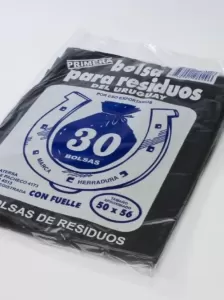 PRIMERA
bolsa
para residuos
DEL URUGUAY
30
BOLSAS
MARCA
HERRADURA
CON FUELLE
50 x 56
BOLSAS DE RESIDUOS